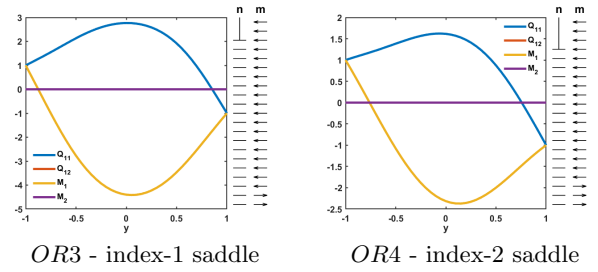 n m
3
2
1
0
-1
-2
-3
-4
-5
-1 -0.5 0 0.5 1
y
Q11
Q12
M1
M2
OR3 - index-1 saddle
n m
2
1.5
1
0.5
0
-0.5
-1
-1.5
-2
-2.5
-1 -0.5 0 0.5 1
y
Q11
Q12
M1
M2
OR4 - index-2 saddle